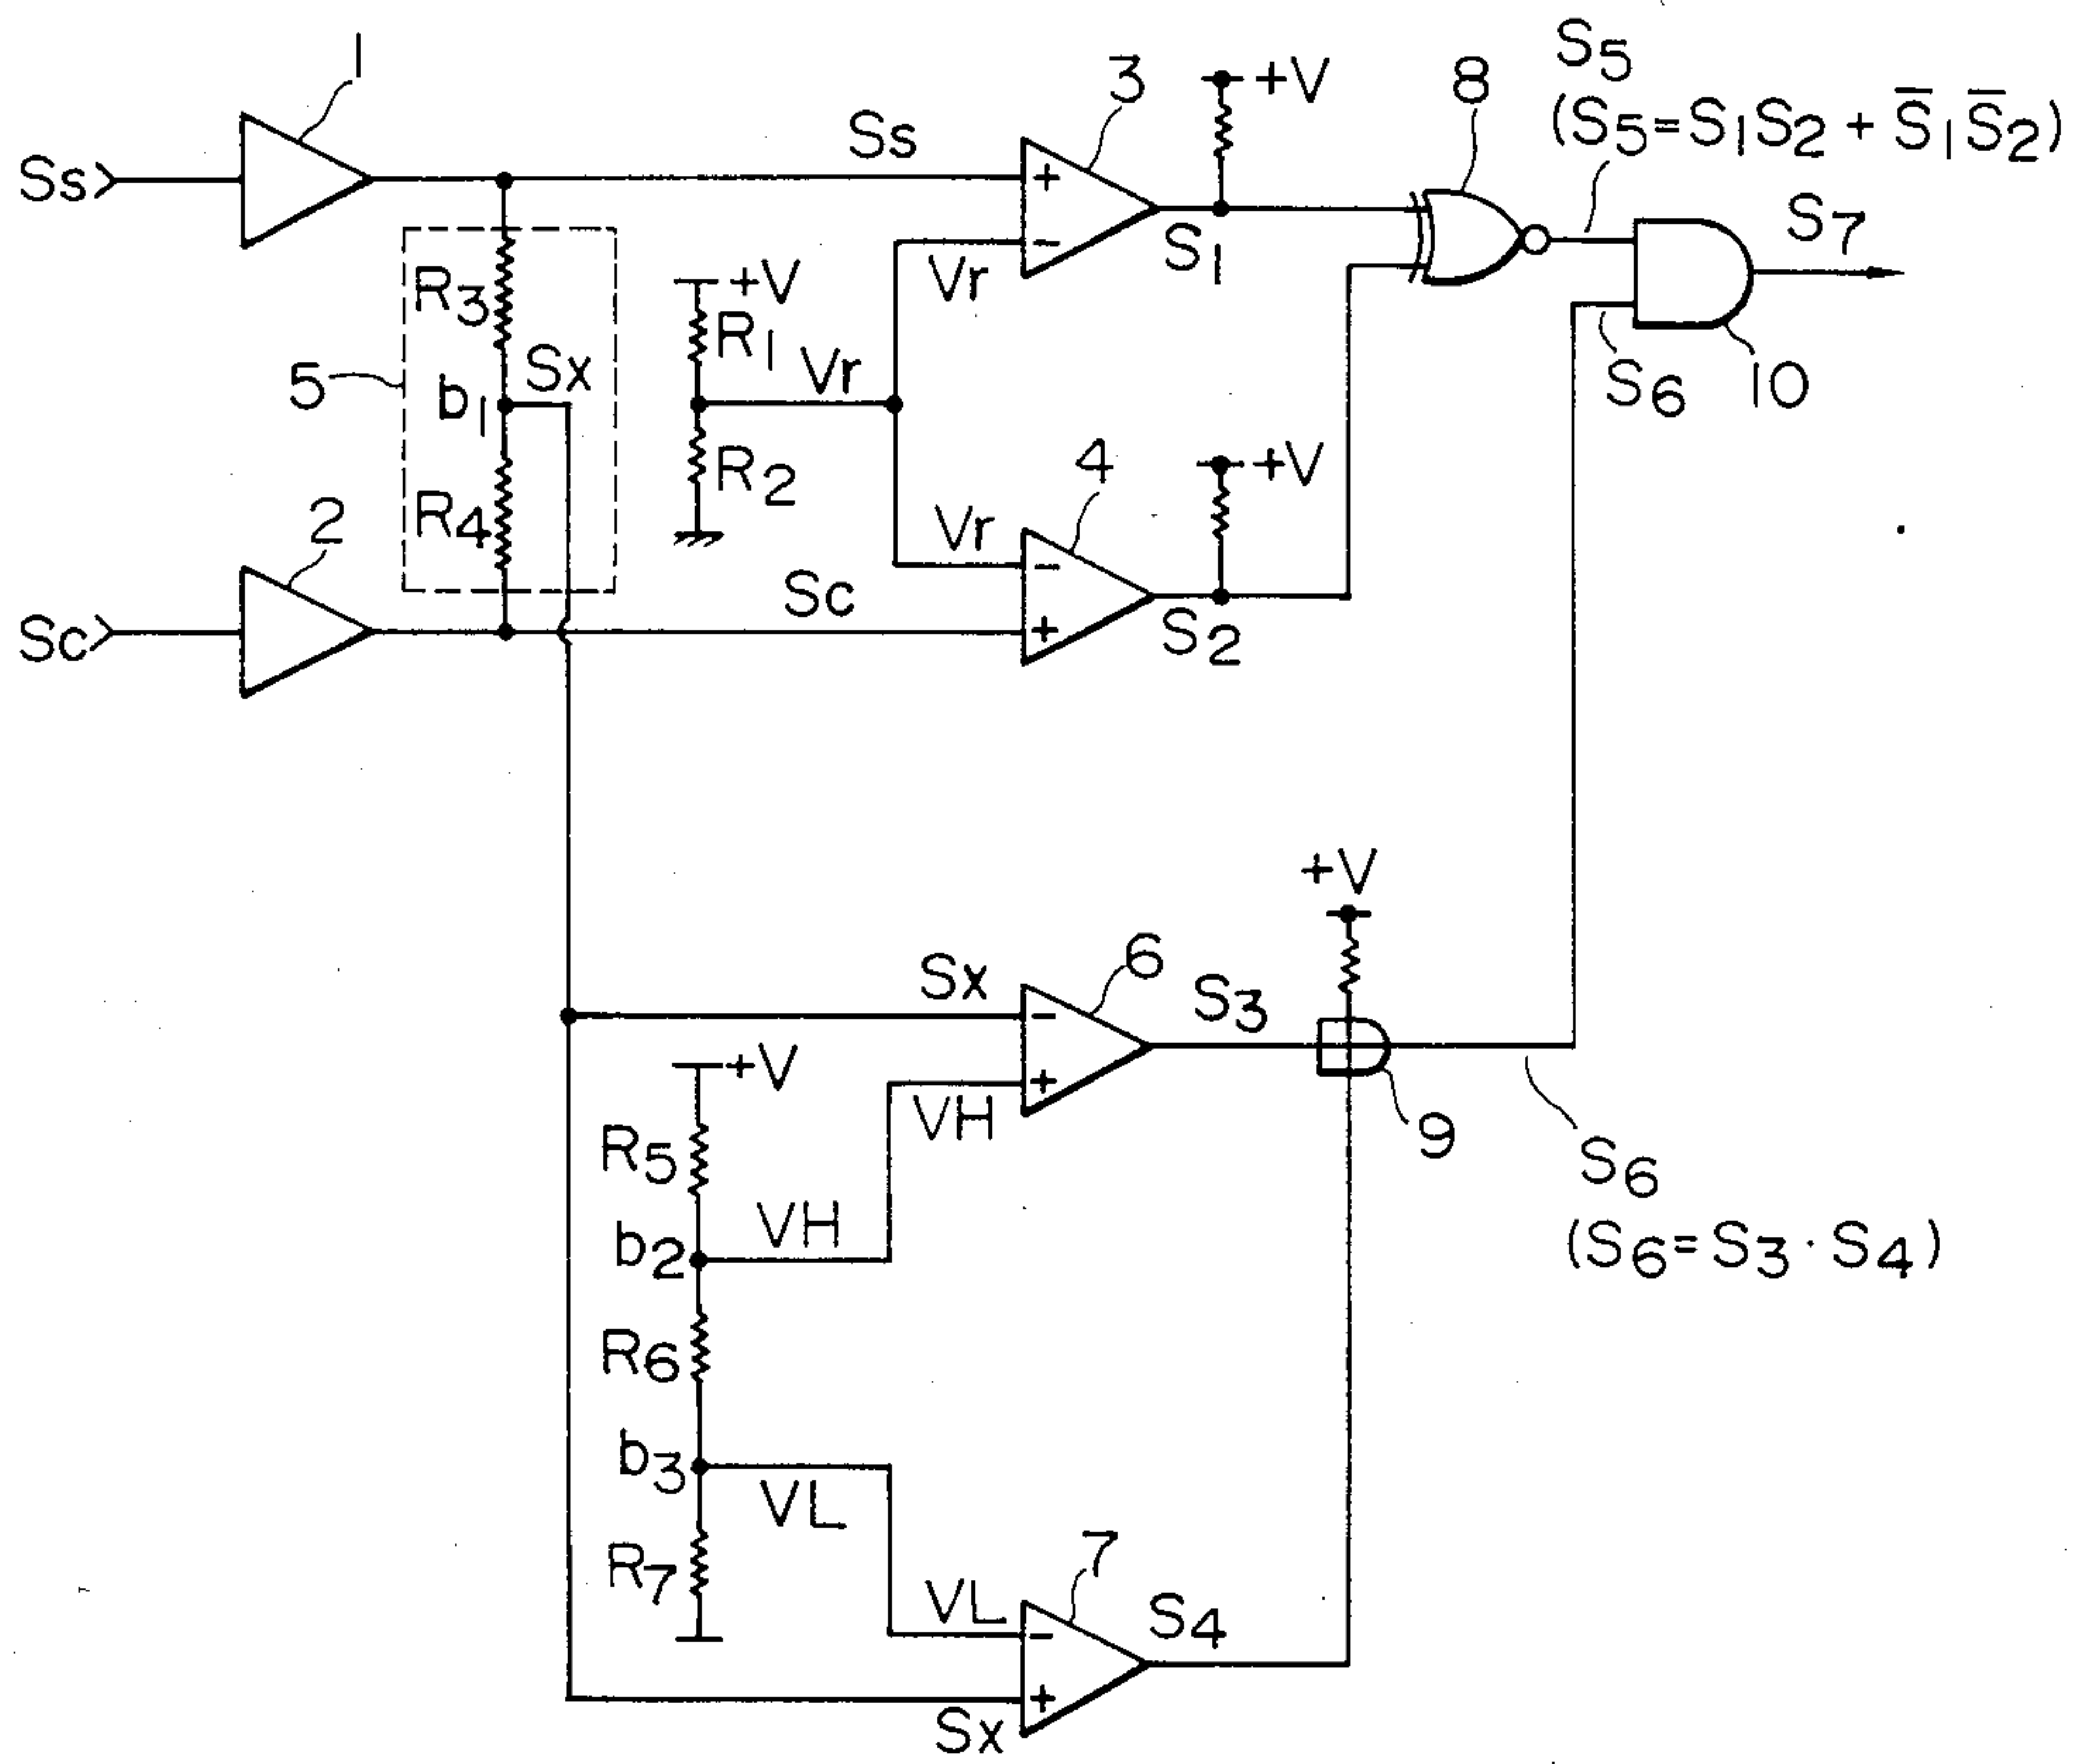 1
3
+V
8
S5
(S5=S1S2 + S̅1S̅2)
Ss
Ss
S1
S7
Vr
+V
R3
R1
Vr
Sx
5
b1
S6
10
R2
4
+V
R4
2
Vr
Sc
Sc
S2
+V
Sx
6
S3
+V
VH
9
R5
S6
VH
b2
(S6=S3·S4)
R6
b3
VL
7
R7
VL
S4
Sx
+
−
−
+
−
+
−
+